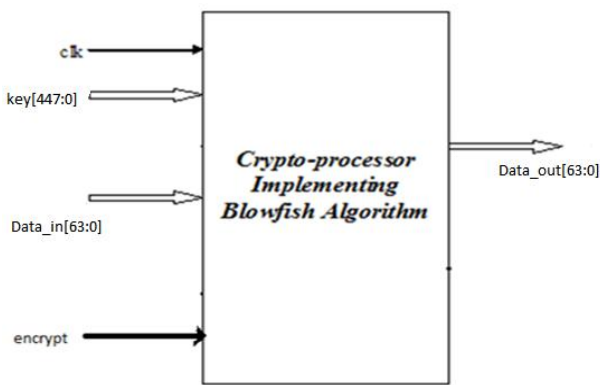 clk
key[447:0]
Crypto-processor
Implementing
Blowfish Algorithm
Data_out[63:0]
Data_in[63:0]
encrypt